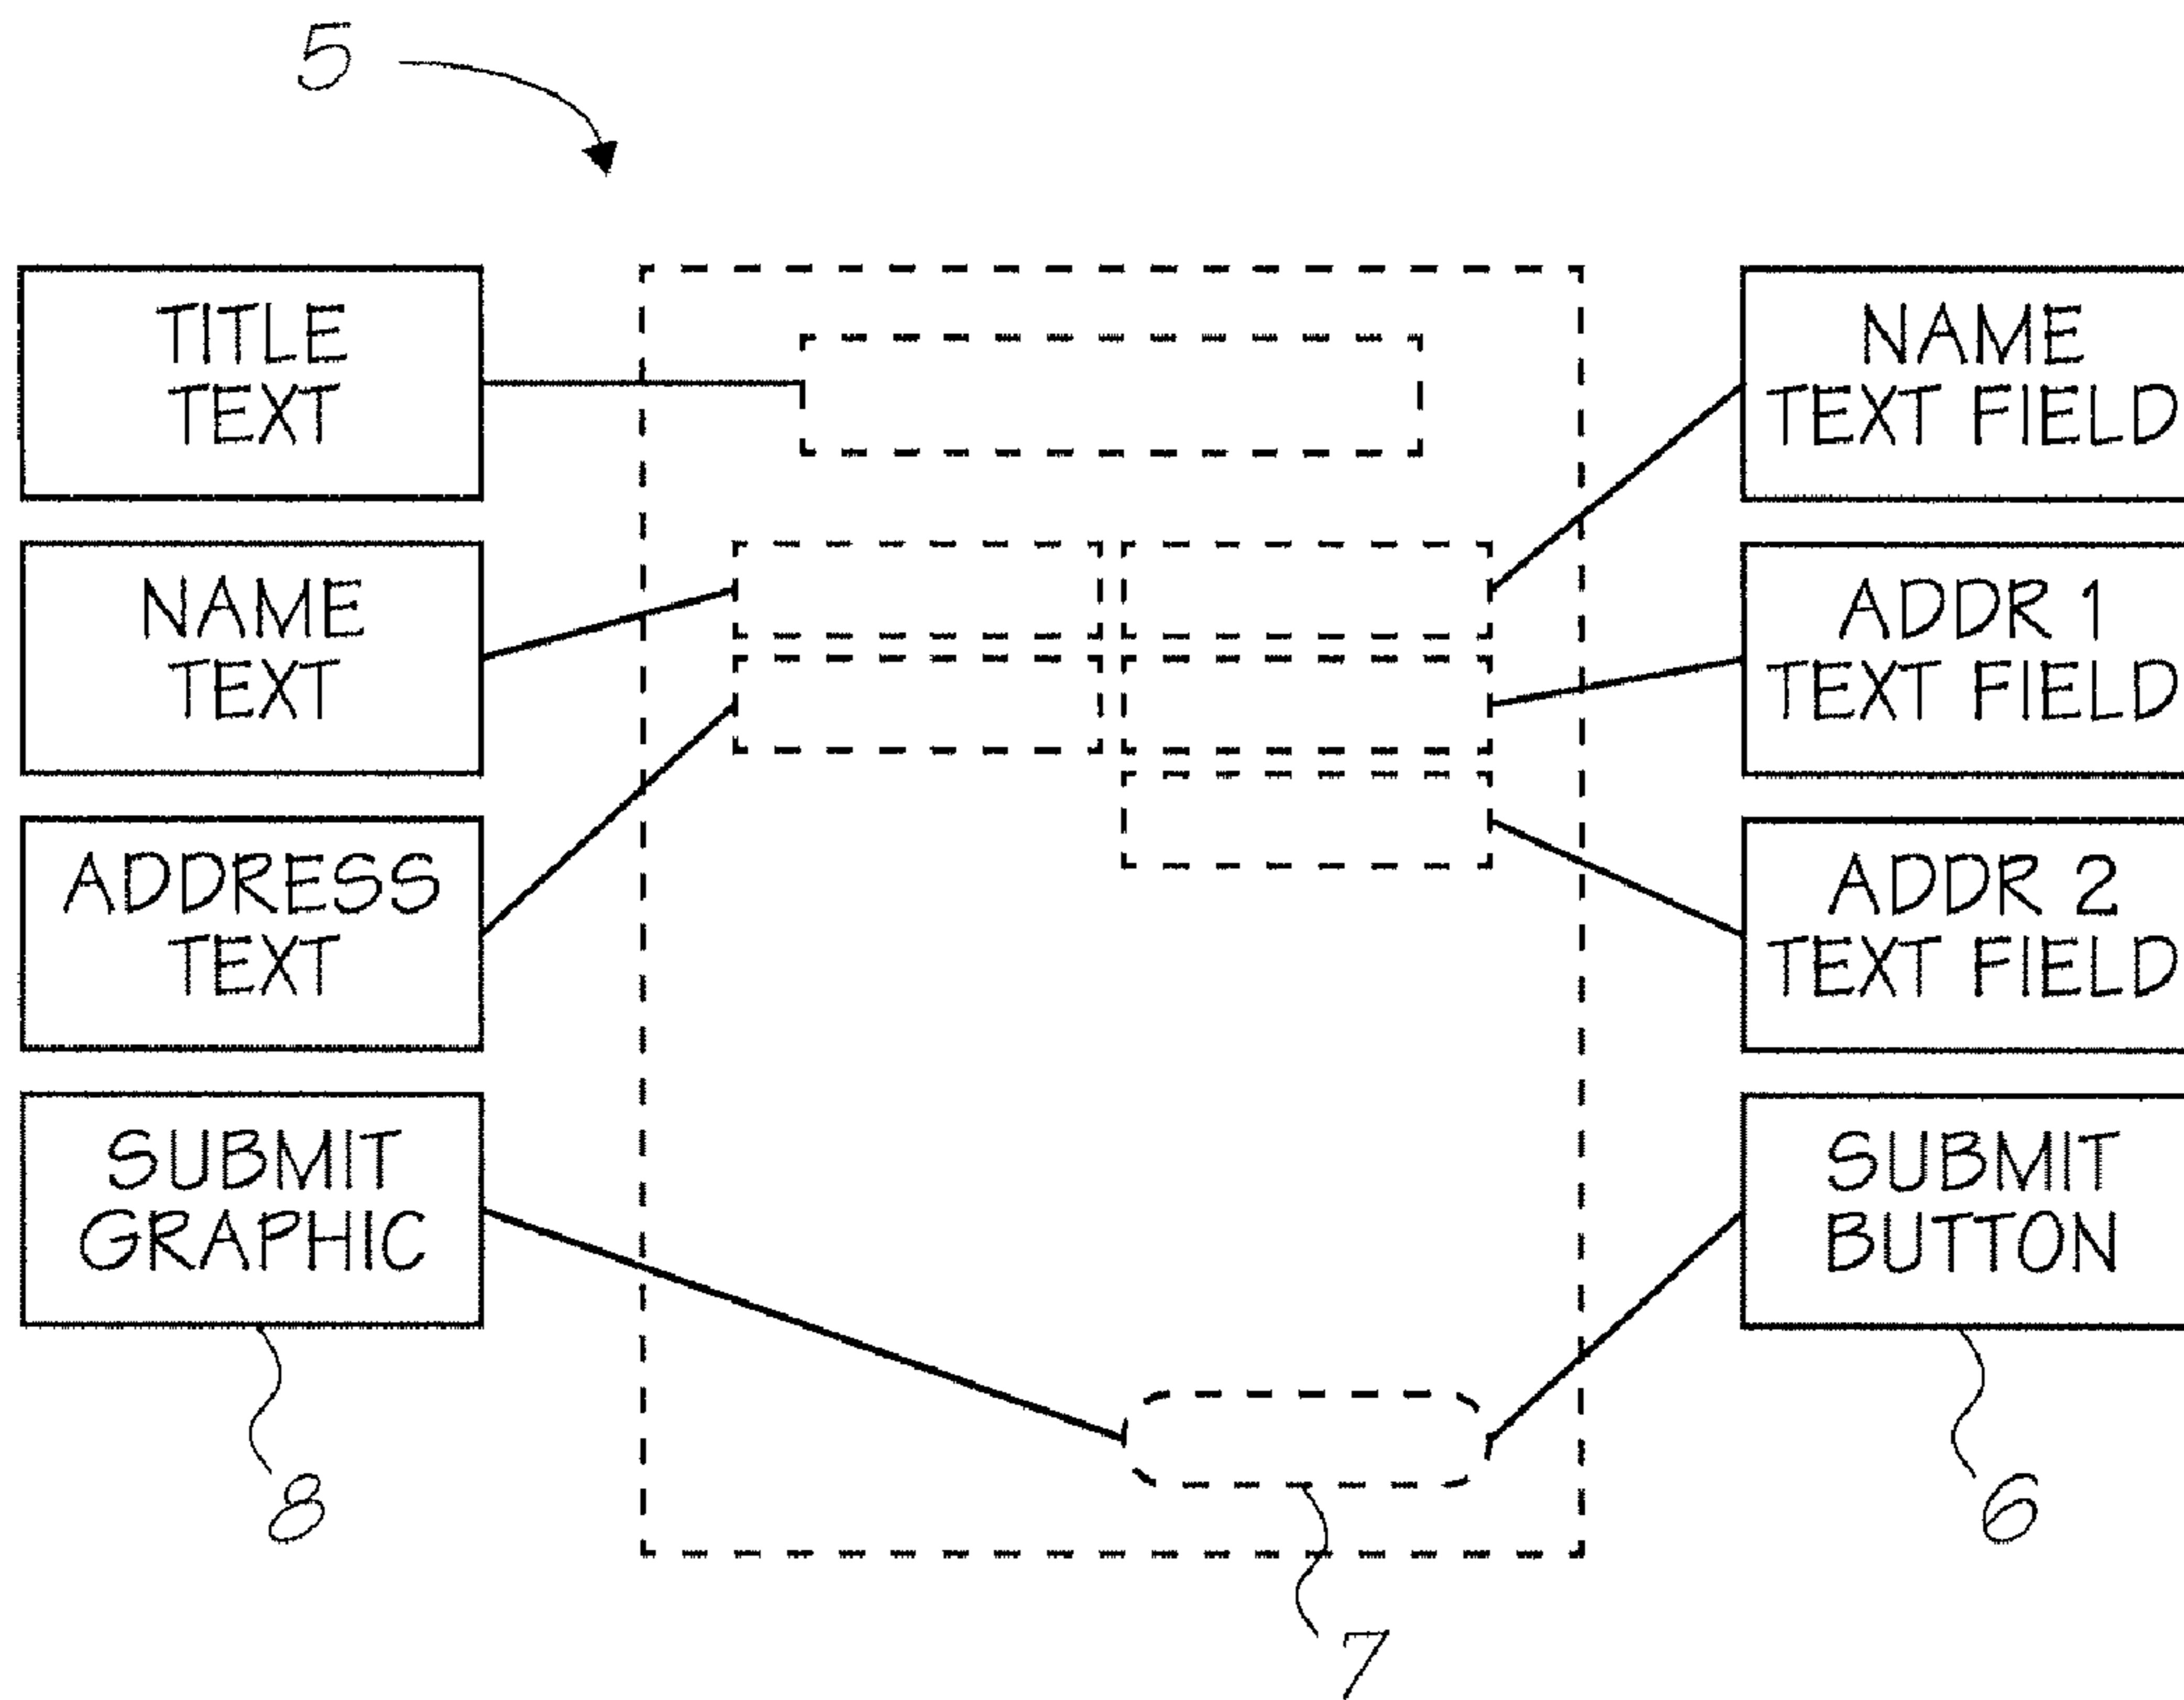 5
TITLE
TEXT
NAME
TEXT
ADDRESS
TEXT
SUBMIT
GRAPHIC
8
NAME
TEXT FIELD
ADDR 1
TEXT FIELD
ADDR 2
TEXT FIELD
SUBMIT
BUTTON
6
7